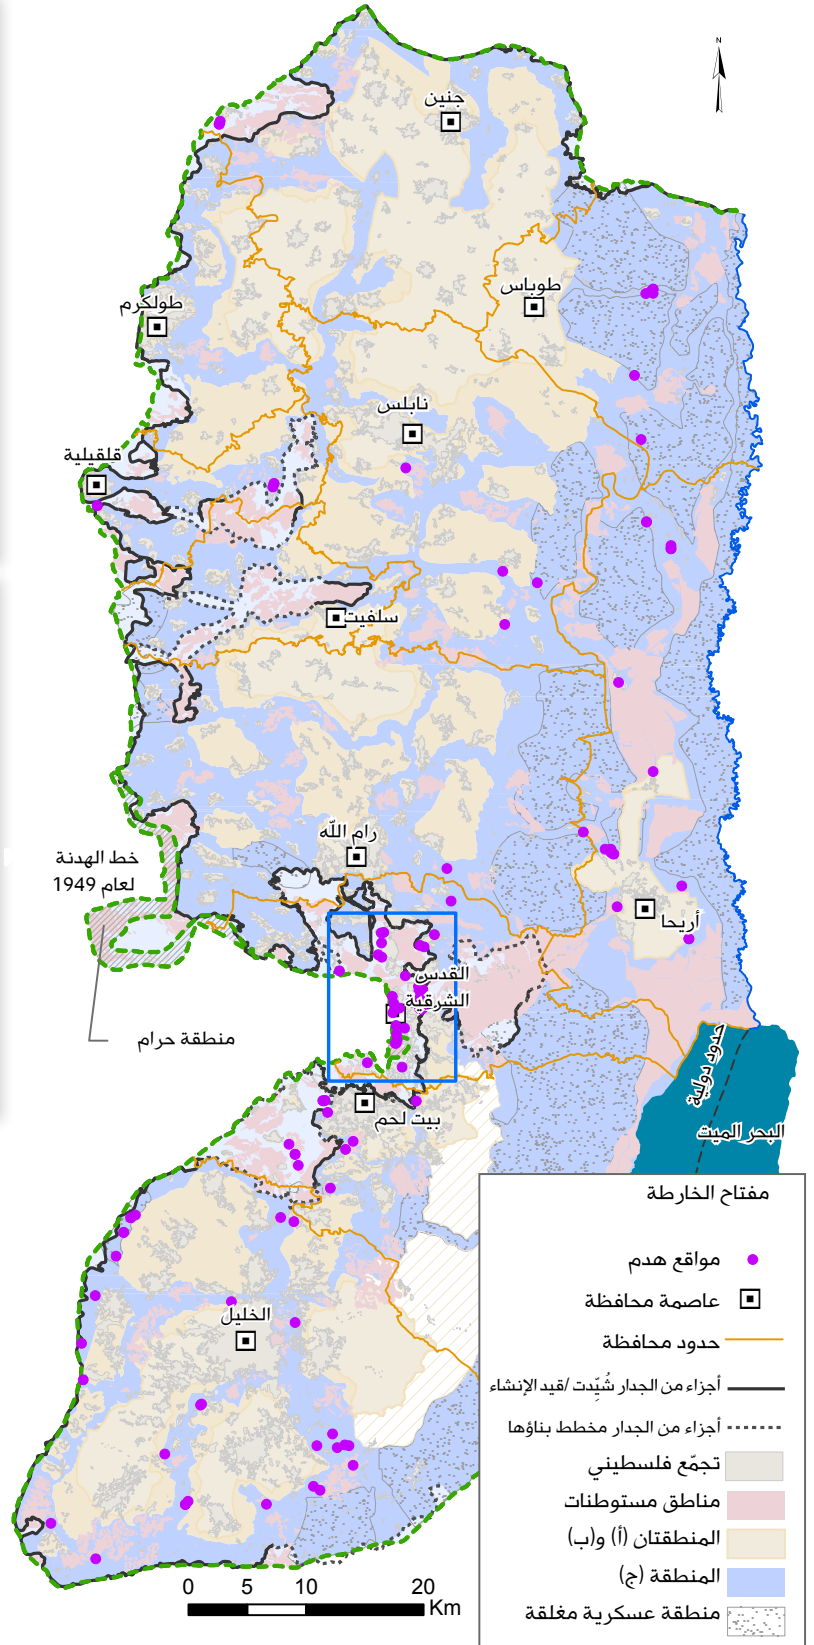 N
جنين
طوباس
طولكرم
نابلس
قلقيلية
سلفيت
رام الله
خط الهدنة
لعام 1949
أريحا
القدس
الشرقية
منطقة حرام
حدود دولية
البحر الميت
بيت لحم
الخليل
مفتاح الخارطة
مواقع هدم
عاصمة محافظة
حدود محافظة
أجزاء من الجدار شُيِّدت /قيد الإنشاء
أجزاء من الجدار مخطط بناؤها
تجمّع فلسطيني
مناطق مستوطنات
المنطقتان (أ) و(ب)
المنطقة (ج)
منطقة عسكرية مغلقة
0 5 10 20
Km